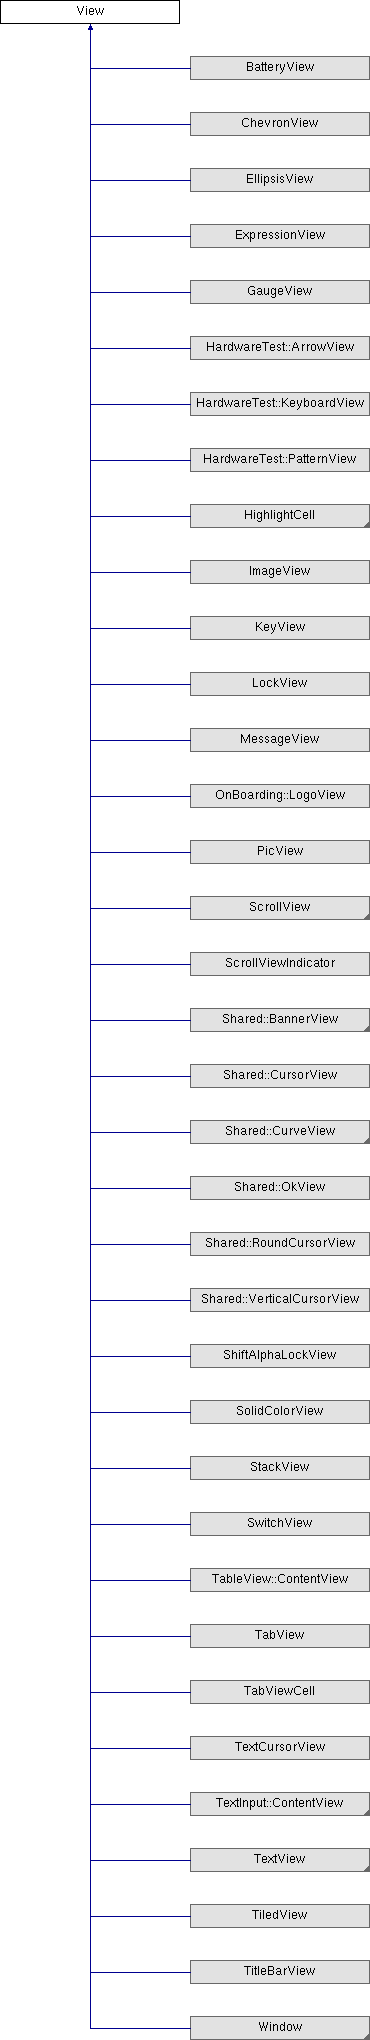 View
BatteryView
ChevronView
EllipsisView
ExpressionView
GaugeView
HardwareTest::ArrowView
HardwareTest::KeyboardView
HardwareTest::PatternView
HighlightCell
ImageView
KeyView
LockView
MessageView
OnBoarding::LogoView
PicView
ScrollView
ScrollViewIndicator
Shared::BannerView
Shared::CursorView
Shared::CurveView
Shared::OkView
Shared::RoundCursorView
Shared::VerticalCursorView
ShiftAlphaLockView
SolidColorView
StackView
SwitchView
TableView::ContentView
TabView
TabViewCell
TextCursorView
TextInput::ContentView
TextView
TiledView
TitleBarView
Window